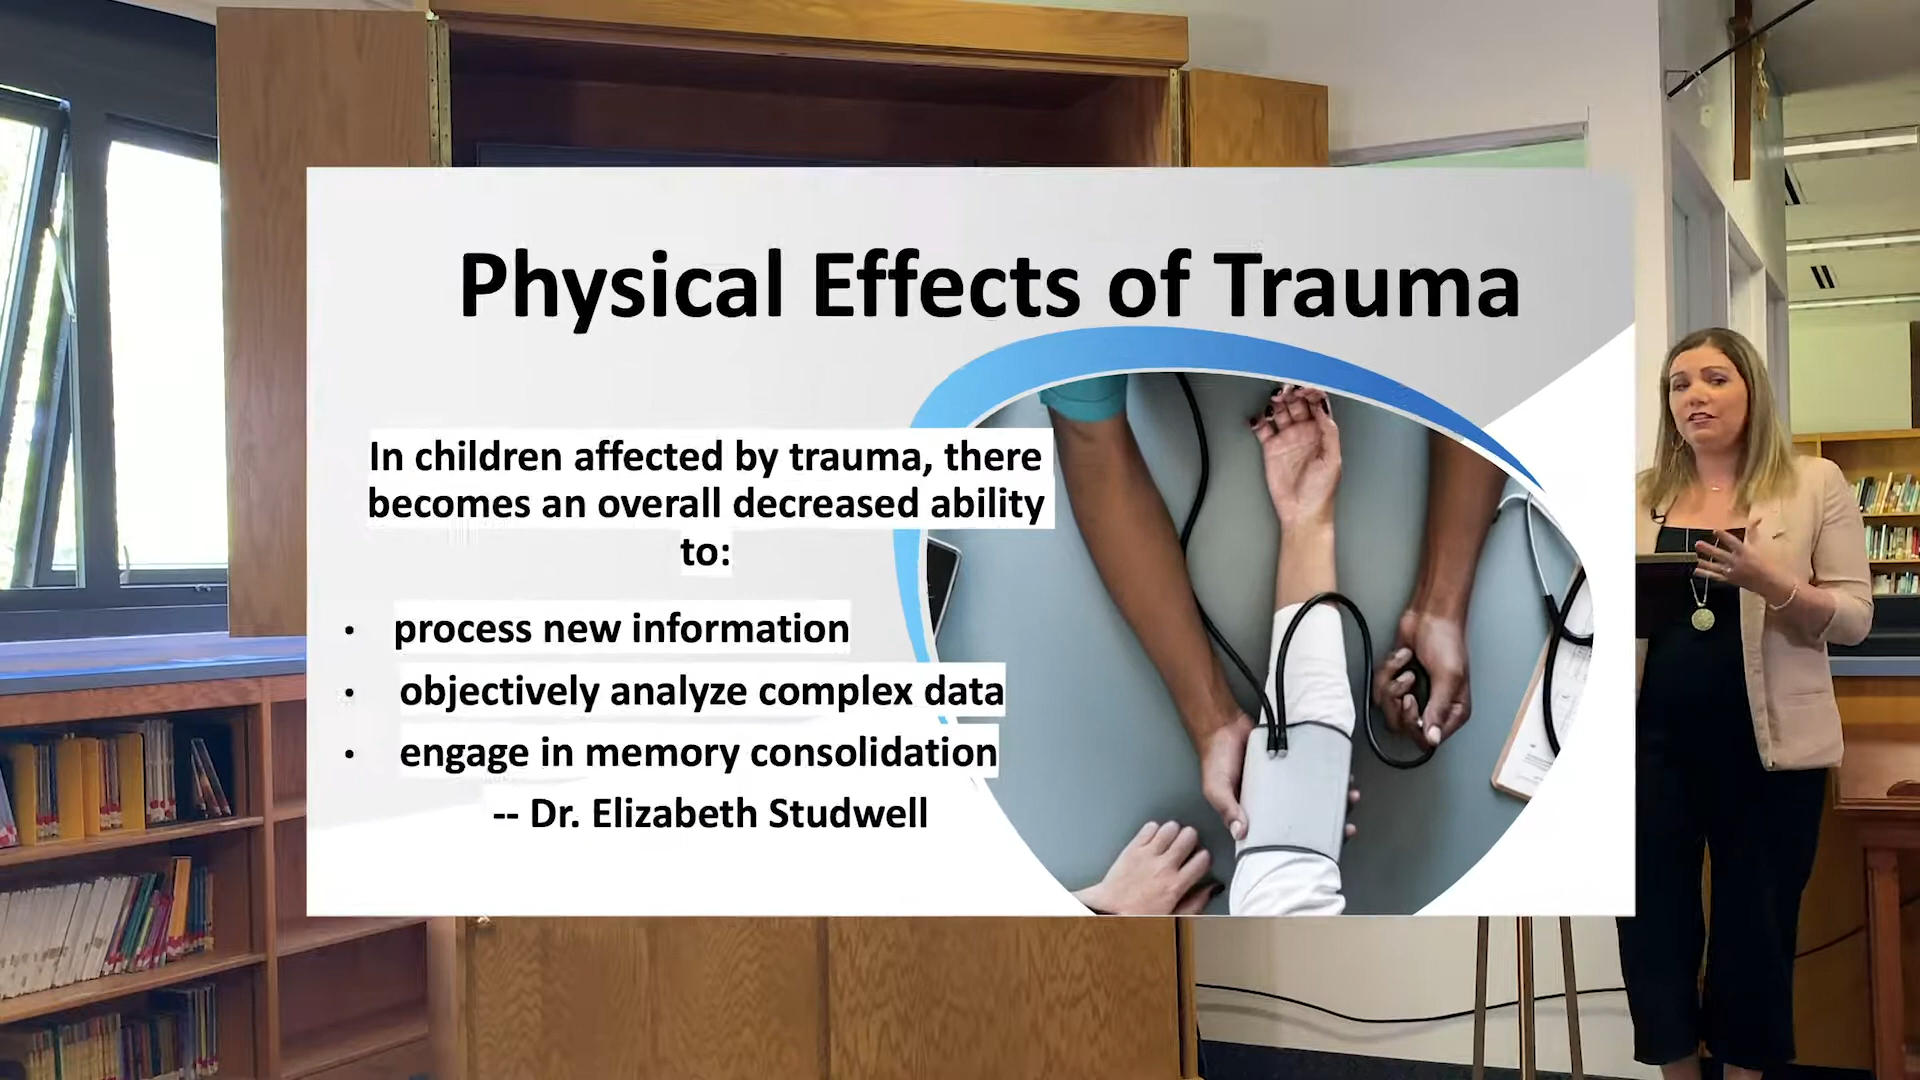 Physical Effects of Trauma
In children affected by trauma, there
becomes an overall decreased ability
to:
• process new information
• objectively analyze complex data
• engage in memory consolidation
-- Dr. Elizabeth Studwell